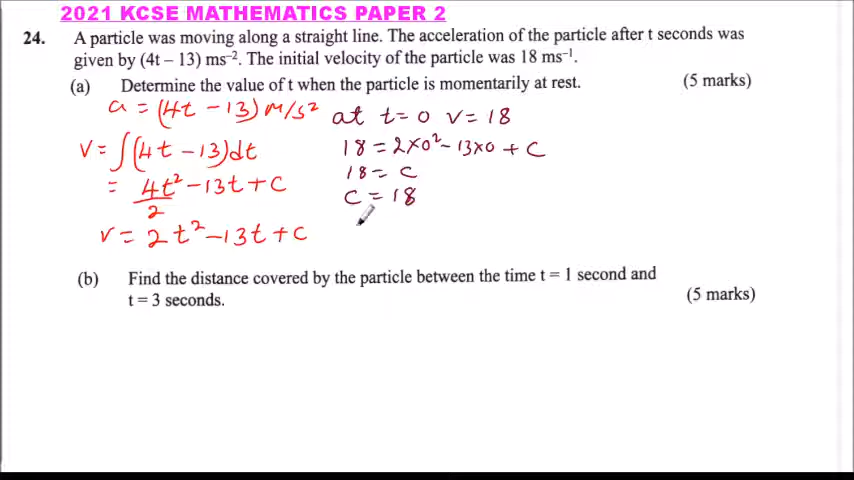 2021 KCSE MATHEMATICS PAPER 2
24. A particle was moving along a straight line. The acceleration of the particle after t seconds was
given by (4t – 13) ms⁻². The initial velocity of the particle was 18 ms⁻¹.
(a) Determine the value of t when the particle is momentarily at rest. (5 marks)
a = (4t - 13) m/s²
v = ∫(4t - 13)dt
= 4t²/2 - 13t + c
v = 2t² - 13t + c
at t = 0 v = 18
18 = 2×0² - 13×0 + c
18 = c
c = 18
(b) Find the distance covered by the particle between the time t = 1 second and
t = 3 seconds. (5 marks)